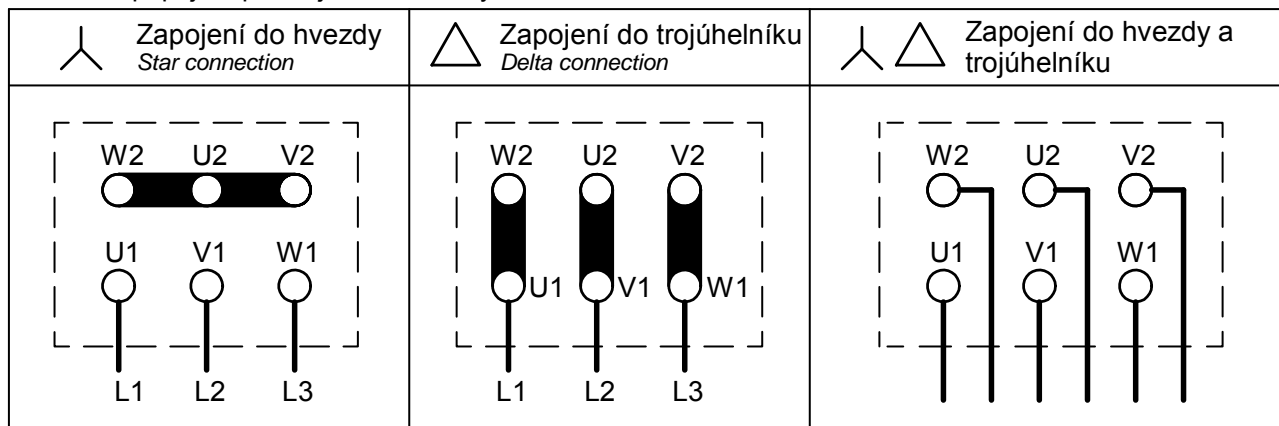 Zapojení do hvezdy
Star connection
Zapojení do trojúhelníku
Delta connection
Zapojení do hvezdy a
trojúhelníku
W2 U2 V2
U1 V1 W1
L1 L2 L3
W2 U2 V2
U1 V1 W1
L1 L2 L3
W2 U2 V2
U1 V1 W1